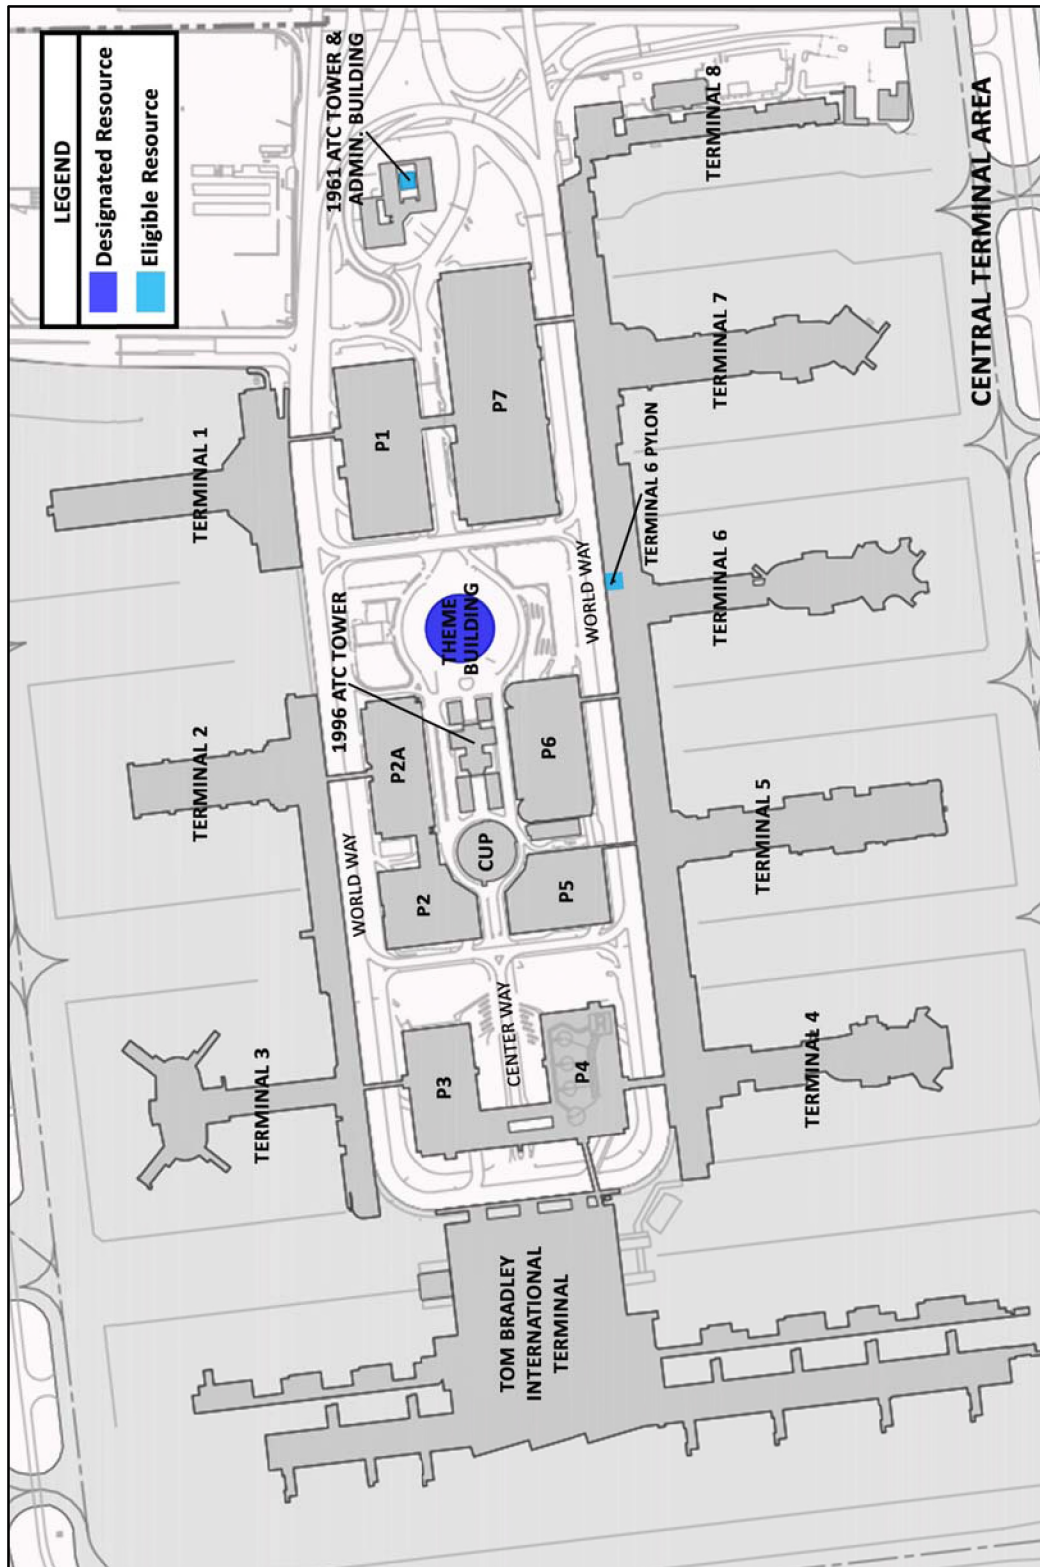 LEGEND
Designated Resource
Eligible Resource
1961 ATC TOWER &
ADMIN. BUILDING
TERMINAL 1
TERMINAL 2
TERMINAL 3
P1
P7
THEME
BUILDING
1996 ATC TOWER
P2A
P6
CUP
P2
P5
P3
P4
WORLD WAY
WORLD WAY
CENTER WAY
TERMINAL 6 PYLON
TOM BRADLEY
INTERNATIONAL
TERMINAL
TERMINAL 4
TERMINAL 5
TERMINAL 6
TERMINAL 7
TERMINAL 8
CENTRAL TERMINAL AREA